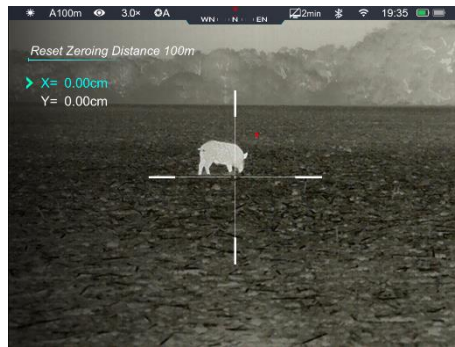 A100m 3.0× A WN N EN 2min 19:35
Reset Zeroing Distance 100m
X= 0.00cm
Y= 0.00cm